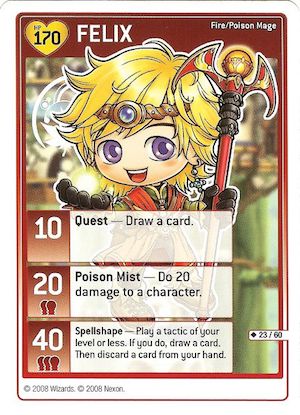 HP
170
FELIX
Fire/Poison Mage
10
Quest — Draw a card.
20
Poison Mist — Do 20
damage to a character.
40
Spellshape — Play a tactic of your
level or less. If you do, draw a card.
Then discard a card from your hand.
◆ 23/60
© 2008 Wizards. © 2008 Nexon.